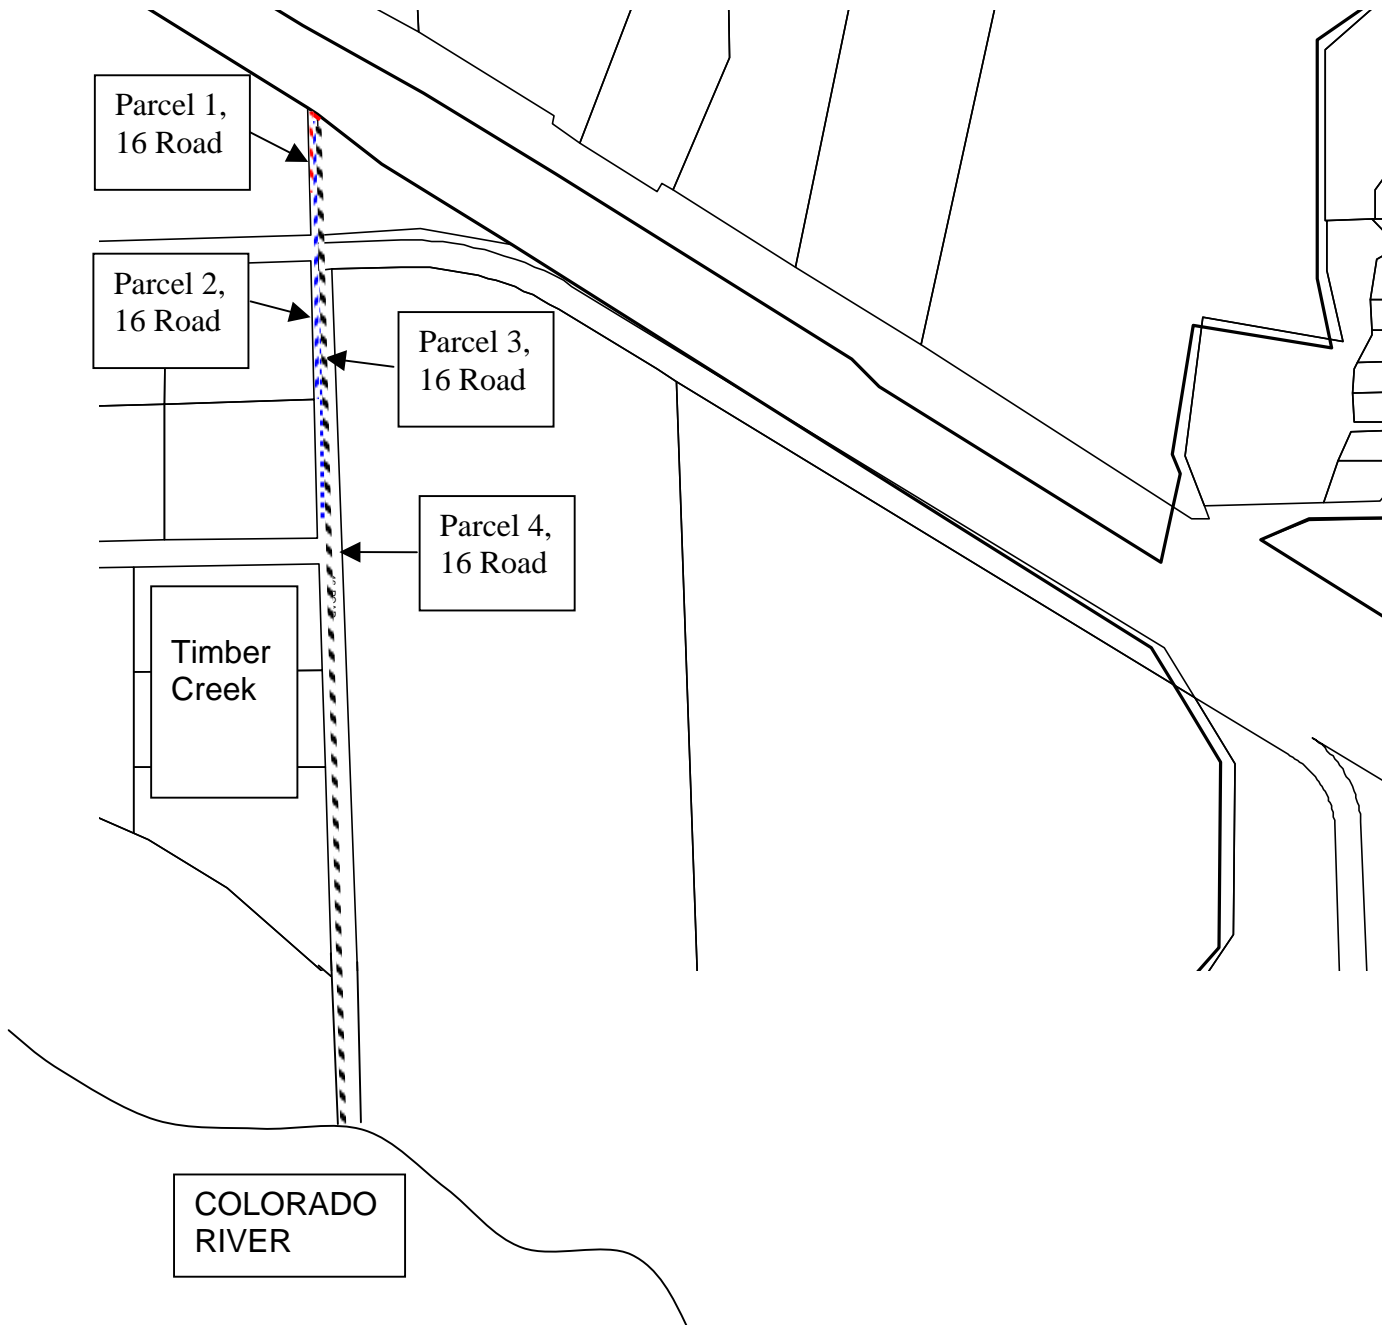 Parcel 1,
16 Road
Parcel 2,
16 Road
Parcel 3,
16 Road
Parcel 4,
16 Road
Timber
Creek
COLORADO
RIVER